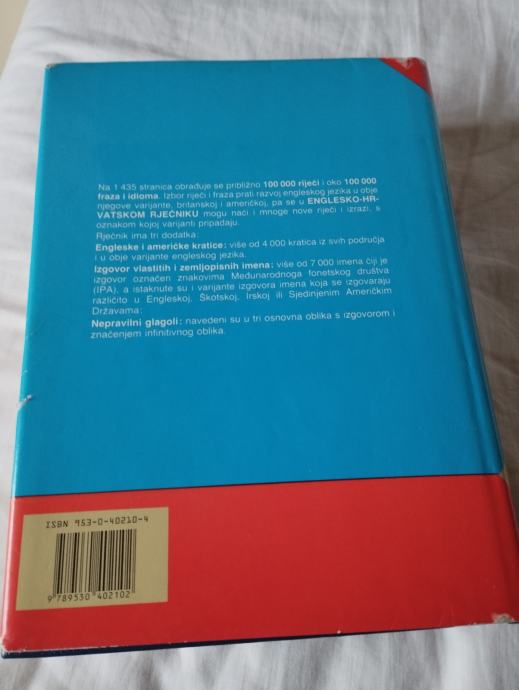 Na 1 435 stranica obrađuje se približno 100 000 riječi i oko 100 000
fraza i idioma. Izbor riječi i fraza prati razvoj engleskog jezika u obje
njegove varijante, britanskoj i američkoj, pa se u ENGLESKO-HR-
VATSKOM RJEČNIKU mogu naći i mnoge nove riječi i izrazi, s
oznakom kojoj varijanti pripadaju.
Rječnik ima tri dodatka:
Engleske i američke kratice: više od 4 000 kratica iz svih područja
i u obje varijante engleskog jezika.
Izgovor vlastitih i zemljopisnih imena: više od 7 000 imena čiji je
izgovor označen znakovima Međunarodnoga fonetskog društva
(IPA), a istaknute su i varijante izgovora imena koja se izgovaraju
različito u Engleskoj, Škotskoj, Irskoj ili Sjedinjenim Američkim
Državama;
Nepravilni glagoli: navedeni su u tri osnovna oblika s izgovorom i
značenjem infinitivnog oblika.
ISBN 953-0-40210-4
9 789530 402102